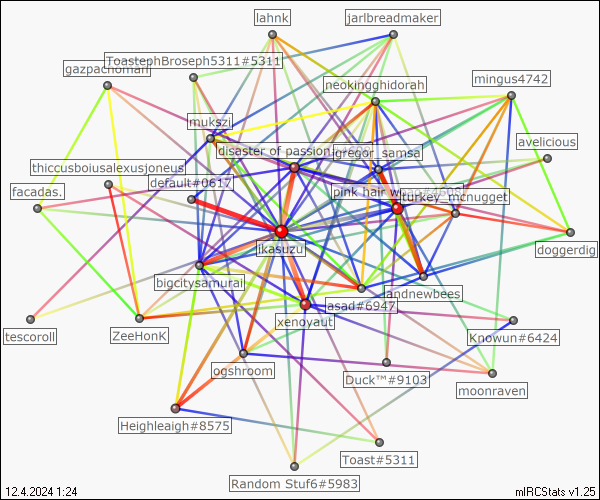 lahnk
jarlbreadmaker
ToastephBroseph5311#5311
gazpachoman
mingus4742
neokingghidorah
mukszi
avelicious
disaster of passion
gregor_samsa
thiccusboiusalexusjoneus
default#0617
pink hair
turkey_mcnugget
facadas.
jikasuzu
doggerdig
bigcitysamurai
landnewbees
asad#6947
xenoyaut
tescoroll
ZeeHonK
Knowun#6424
ogshroom
Duck™#9103
moonraven
Heighleaigh#8575
Toast#5311
Random Stuf6#5983
12.4.2024 1:24
mIRCStats v1.25